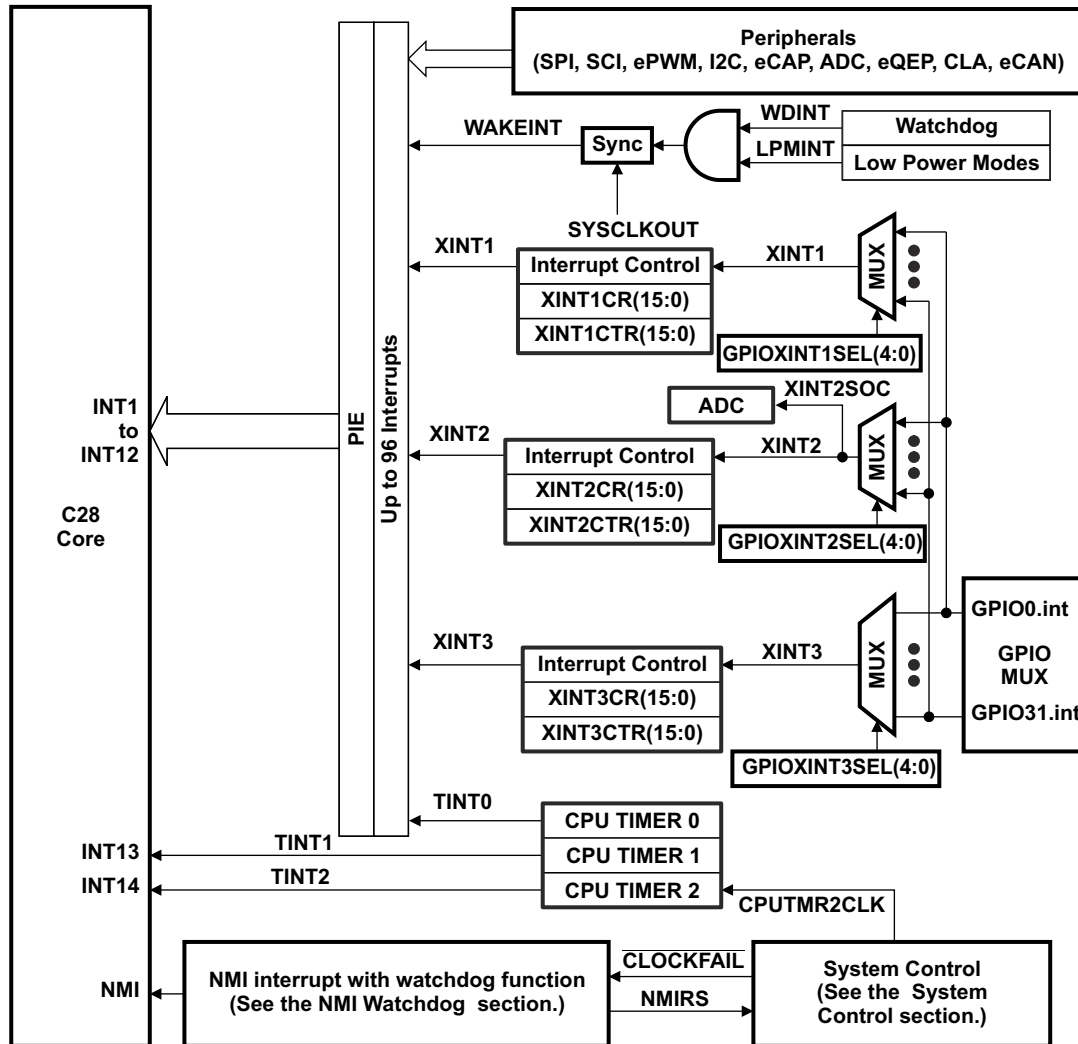 Peripherals
(SPI, SCI, ePWM, I2C, eCAP, ADC, eQEP, CLA, eCAN)
WDINT
WAKEINT
Sync
Watchdog
LPMINT
Low Power Modes
SYSCLKOUT
XINT1
Interrupt Control
XINT1
MUX
XINT1CR(15:0)
XINT1CTR(15:0)
GPIOXINT1SEL(4:0)
XINT2SOC
ADC
INT1
to
INT12
PIE
Up to 96 Interrupts
XINT2
Interrupt Control
XINT2
MUX
XINT2CR(15:0)
XINT2CTR(15:0)
C28
Core
GPIOXINT2SEL(4:0)
GPIO0.int
GPIO
MUX
GPIO31.int
XINT3
Interrupt Control
XINT3
MUX
XINT3CR(15:0)
XINT3CTR(15:0)
GPIOXINT3SEL(4:0)
TINT0
CPU TIMER 0
INT13
TINT1
CPU TIMER 1
INT14
TINT2
CPU TIMER 2
CPUTMR2CLK
NMI
NMI interrupt with watchdog function
(See the NMI Watchdog section.)
CLOCKFAIL
NMIRS
System Control
(See the System
Control section.)